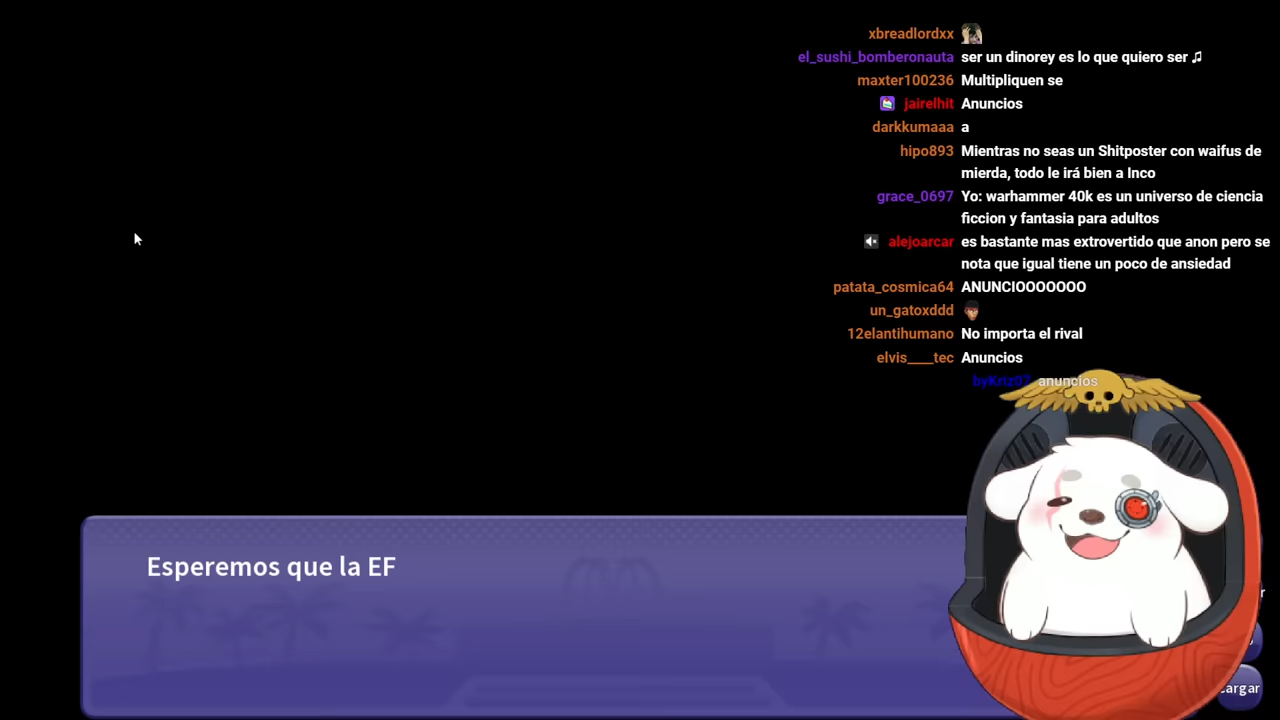 xbreadlordxx
el_sushi_bomberonauta ser un dinorey es lo que quiero ser ♫
maxter100236 Multipliquen se
jairelhit Anuncios
darkkumaaa a
hipo893 Mientras no seas un Shitposter con waifus de
mierda, todo le irá bien a Inco
grace_0697 Yo: warhammer 40k es un universo de ciencia
ficcion y fantasia para adultos
alejoarcar es bastante mas extrovertido que anon pero se
nota que igual tiene un poco de ansiedad
patata_cosmica64 ANUNCIOOOOOOO
un_gatoxddd
12elantihumano No importa el rival
elvis____tec Anuncios
byKriz07 anuncios
Esperemos que la EF
cargar